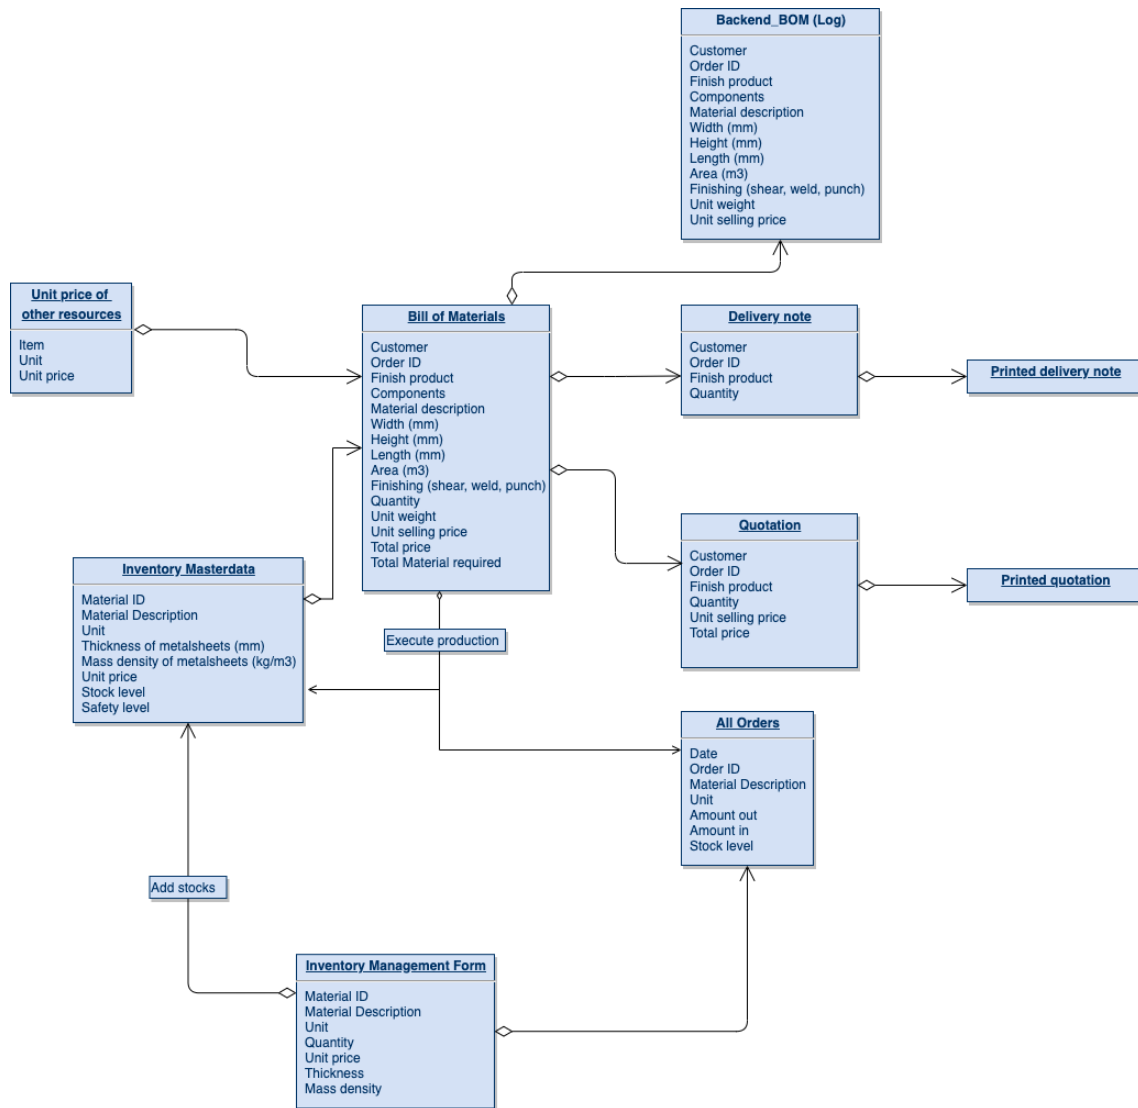 Backend_BOM (Log)
Customer
Order ID
Finish product
Components
Material description
Width (mm)
Height (mm)
Length (mm)
Area (m3)
Finishing (shear, weld, punch)
Unit weight
Unit selling price
Unit price of
other resources
Item
Unit
Unit price
Bill of Materials
Customer
Order ID
Finish product
Components
Material description
Width (mm)
Height (mm)
Length (mm)
Area (m3)
Finishing (shear, weld, punch)
Quantity
Unit weight
Unit selling price
Total price
Total Material required
Delivery note
Customer
Order ID
Finish product
Quantity
Printed delivery note
Quotation
Customer
Order ID
Finish product
Quantity
Unit selling price
Total price
Printed quotation
Inventory Masterdata
Material ID
Material Description
Unit
Thickness of metalsheets (mm)
Mass density of metalsheets (kg/m3)
Unit price
Stock level
Safety level
Execute production
All Orders
Date
Order ID
Material Description
Unit
Amount out
Amount in
Stock level
Add stocks
Inventory Management Form
Material ID
Material Description
Unit
Quantity
Unit price
Thickness
Mass density